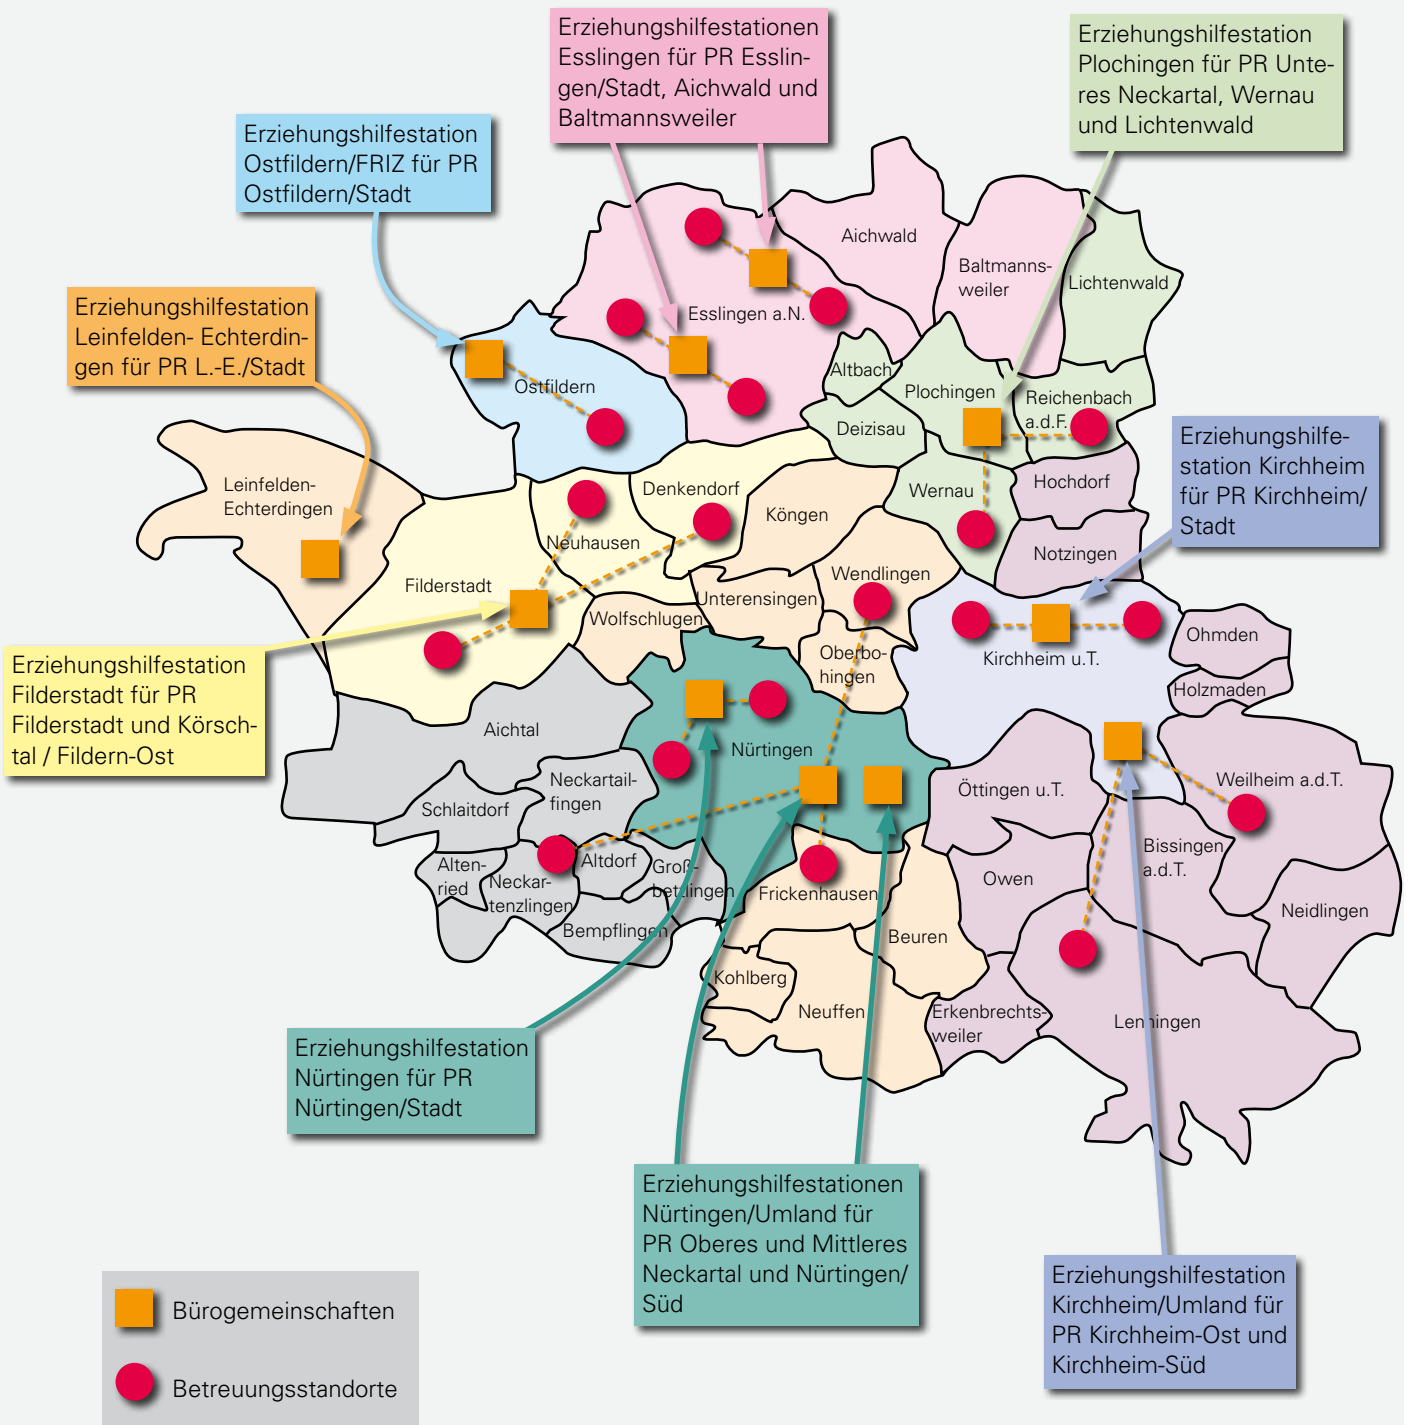 Erziehungshilfestationen
Esslingen für PR Esslin-
gen/Stadt, Aichwald und
Baltmannsweiler
Erziehungshilfestation
Plochingen für PR Unte-
res Neckartal, Wernau
und Lichtenwald
Erziehungshilfestation
Ostfildern/FRIZ für PR
Ostfildern/Stadt
Erziehungshilfestation
Leinfelden- Echterdin-
gen für PR L.-E./Stadt
Aichwald
Baltmanns-
weiler
Lichtenwald
Esslingen a.N.
Altbach
Ostfildern
Plochingen
Reichenbach
a.d.F.
Deizisau
Erziehungshilfe-
station Kirchheim
für PR Kirchheim/
Stadt
Leinfelden-
Echterdingen
Denkendorf
Köngen
Wernau
Hochdorf
Neuhausen
Notzingen
Filderstadt
Wendlingen
Unterensingen
Wolfschlugen
Oberbo-
hingen
Kirchheim u.T.
Ohmden
Holzmaden
Erziehungshilfestation
Filderstadt für PR
Filderstadt und Körsch-
tal / Fildern-Ost
Aichtal
Nürtingen
Neckartail-
fingen
Schlaitdorf
Öttingen u.T.
Weilheim a.d.T.
Bissingen
a.d.T.
Alten-
ried
Neckar-
tenzlingen
Altdorf
Groß-
bettlingen
Frickenhausen
Owen
Neidlingen
Bempflingen
Beuren
Kohlberg
Neuffen
Erkenbrechts-
weiler
Lenningen
Erziehungshilfestation
Nürtingen für PR
Nürtingen/Stadt
Erziehungshilfestationen
Nürtingen/Umland für
PR Oberes und Mittleres
Neckartal und Nürtingen/
Süd
Erziehungshilfestation
Kirchheim/Umland für
PR Kirchheim-Ost und
Kirchheim-Süd
Bürogemeinschaften
Betreuungsstandorte